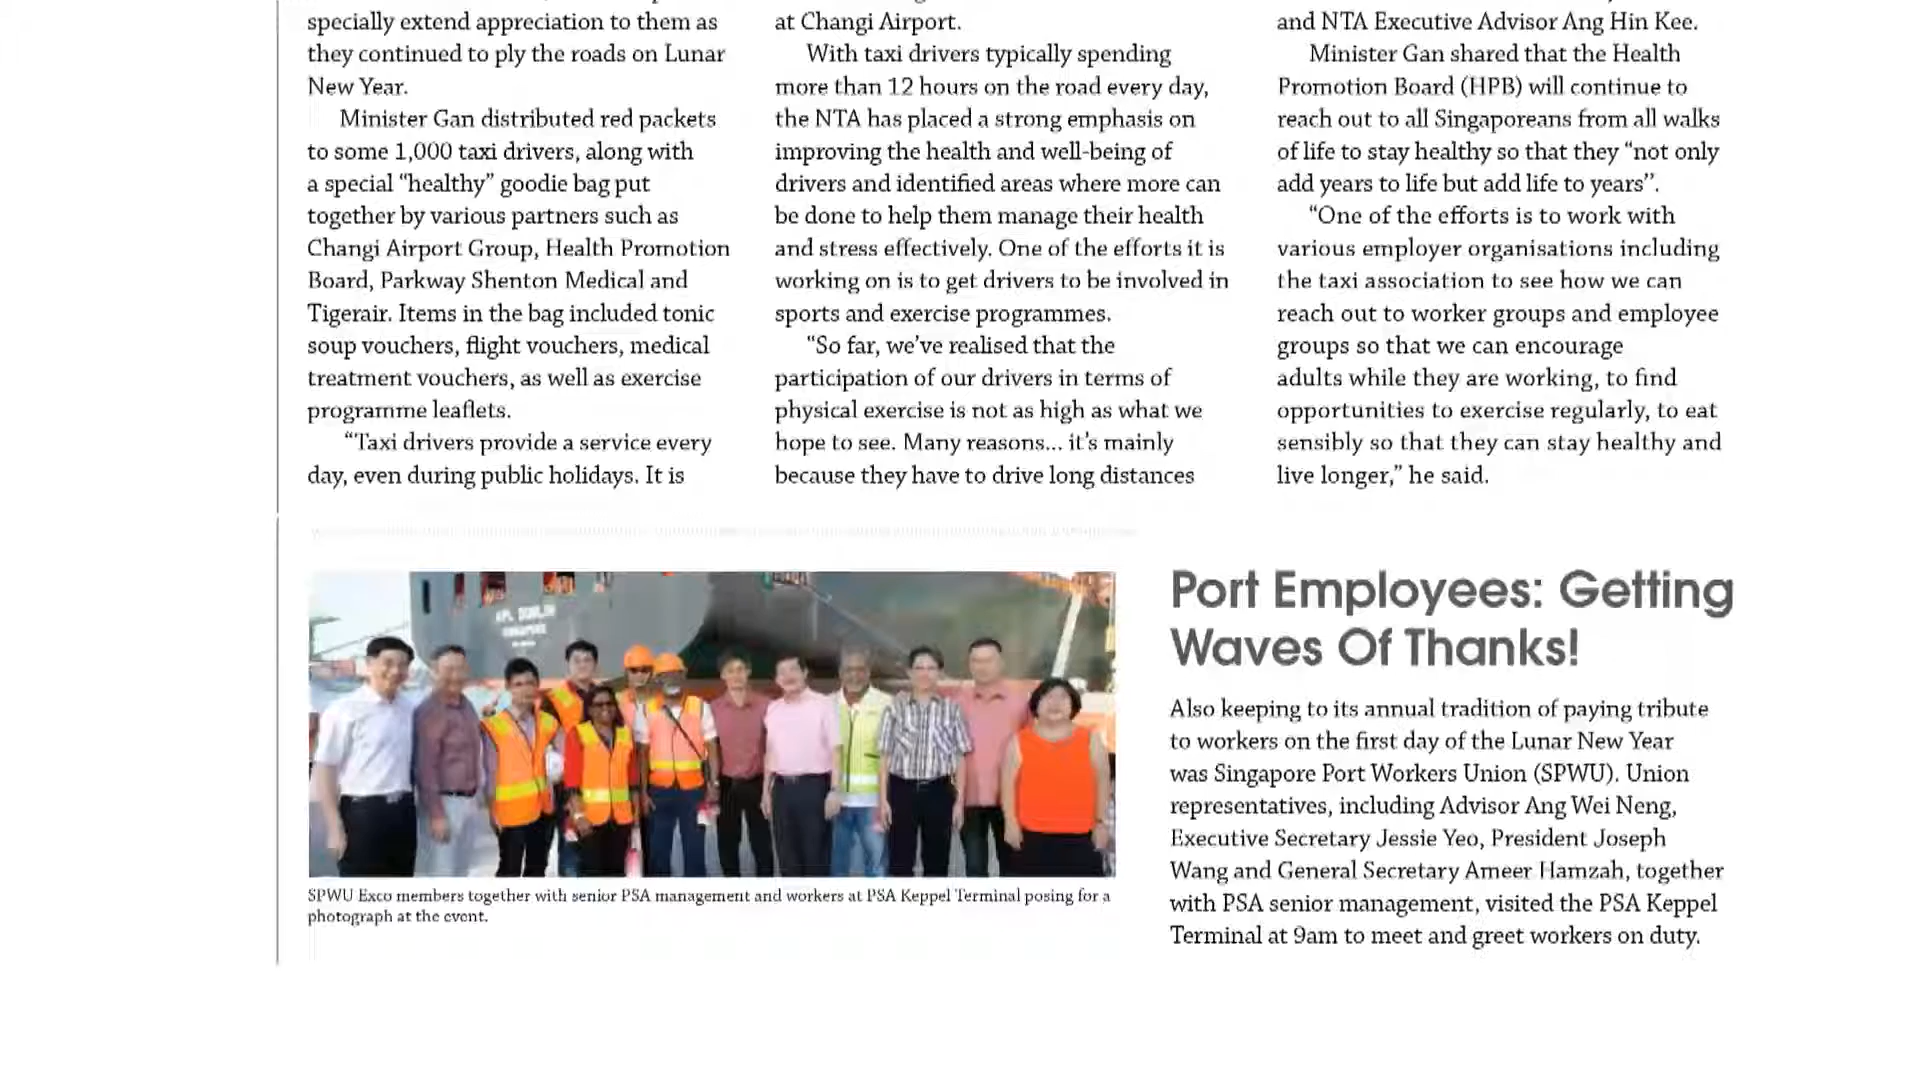 specially extend appreciation to them as
they continued to ply the roads on Lunar
New Year.
Minister Gan distributed red packets
to some 1,000 taxi drivers, along with
a special “healthy” goodie bag put
together by various partners such as
Changi Airport Group, Health Promotion
Board, Parkway Shenton Medical and
Tigerair. Items in the bag included tonic
soup vouchers, flight vouchers, medical
treatment vouchers, as well as exercise
programme leaflets.
“Taxi drivers provide a service every
day, even during public holidays. It is
at Changi Airport.
With taxi drivers typically spending
more than 12 hours on the road every day,
the NTA has placed a strong emphasis on
improving the health and well-being of
drivers and identified areas where more can
be done to help them manage their health
and stress effectively. One of the efforts it is
working on is to get drivers to be involved in
sports and exercise programmes.
“So far, we’ve realised that the
participation of our drivers in terms of
physical exercise is not as high as what we
hope to see. Many reasons... it’s mainly
because they have to drive long distances
and NTA Executive Advisor Ang Hin Kee.
Minister Gan shared that the Health
Promotion Board (HPB) will continue to
reach out to all Singaporeans from all walks
of life to stay healthy so that they “not only
add years to life but add life to years”.
“One of the efforts is to work with
various employer organisations including
the taxi association to see how we can
reach out to worker groups and employee
groups so that we can encourage
adults while they are working, to find
opportunities to exercise regularly, to eat
sensibly so that they can stay healthy and
live longer,” he said.
APL DUBLIN
SINGAPORE
SPWU Exco members together with senior PSA management and workers at PSA Keppel Terminal posing for a
photograph at the event.
Port Employees: Getting
Waves Of Thanks!
Also keeping to its annual tradition of paying tribute
to workers on the first day of the Lunar New Year
was Singapore Port Workers Union (SPWU). Union
representatives, including Advisor Ang Wei Neng,
Executive Secretary Jessie Yeo, President Joseph
Wang and General Secretary Ameer Hamzah, together
with PSA senior management, visited the PSA Keppel
Terminal at 9am to meet and greet workers on duty.